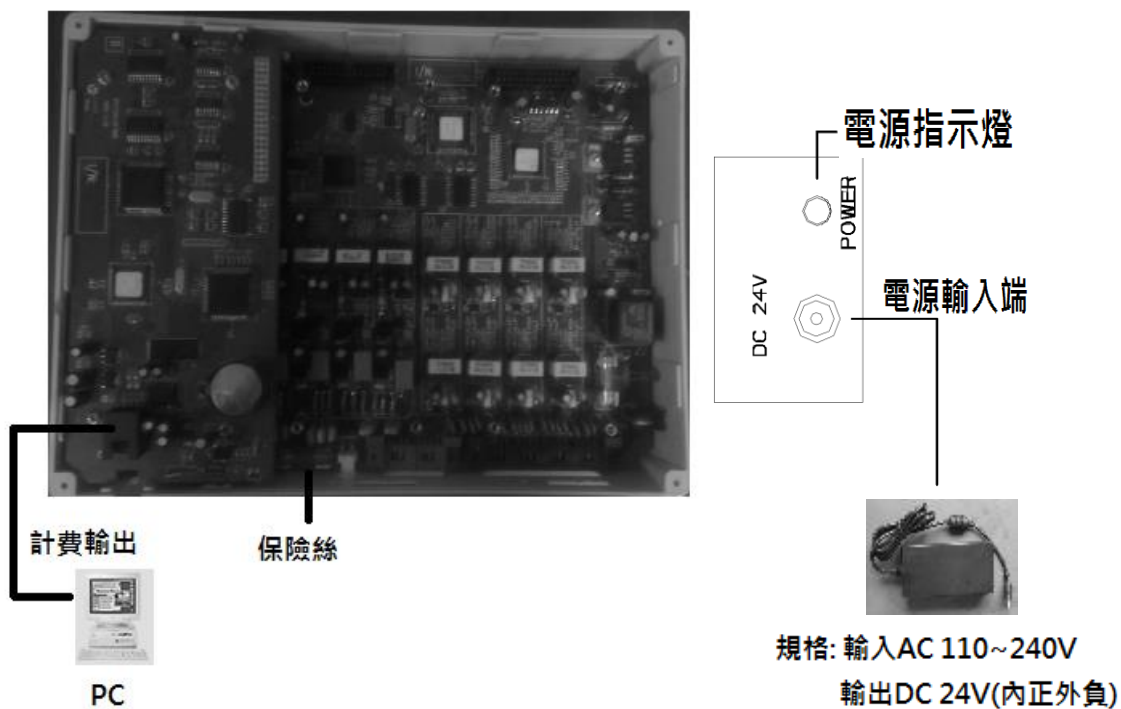 電源指示燈
POWER
DC 24V
電源輸入端
計費輸出
保險絲
PC
規格: 輸入AC 110~240V
輸出DC 24V(內正外負)